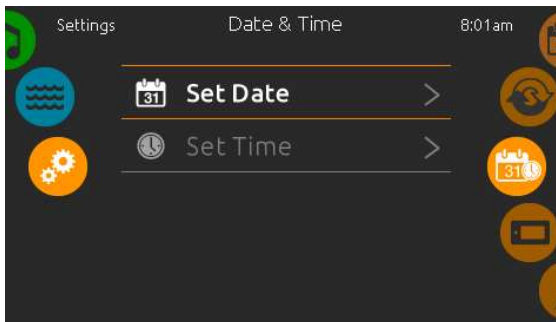 Settings Date & Time 8:01am
31 Set Date >
Set Time >
S
31